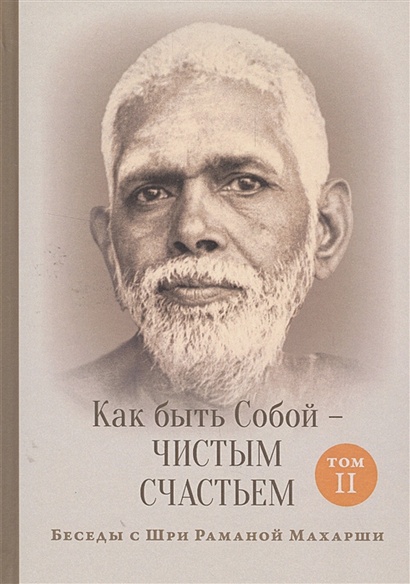 Как быть Собой –
ЧИСТЫМ
СЧАСТЬЕМ
ТОМ
II
Беседы с Шри Раманой Махарши